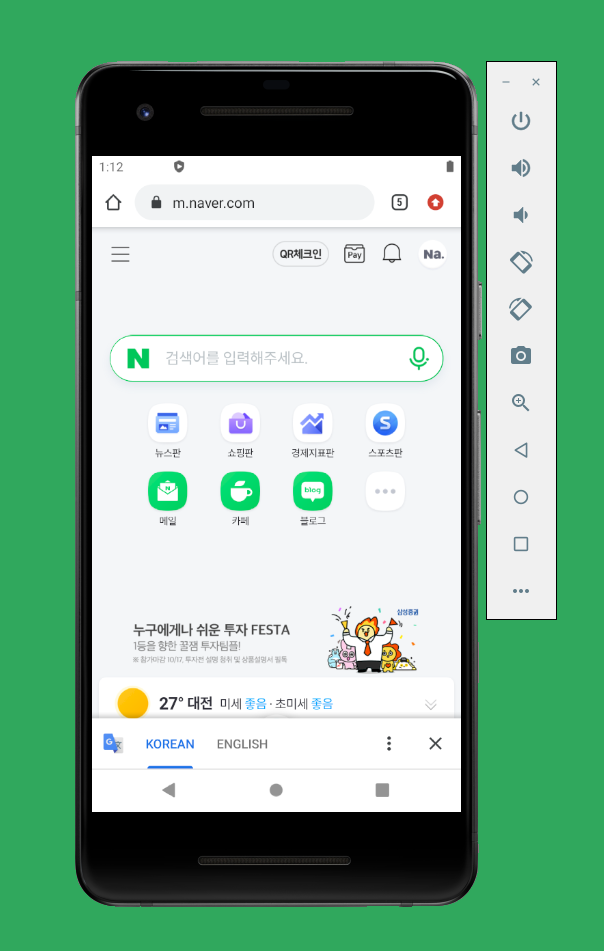 1:12
m.naver.com
5
QR체크인
Pay
Na.
N
검색어를 입력해주세요.
S
뉴스판
쇼핑판
경제지표판
스포츠판
N
blog
메일
카페
블로그
삼성증권
누구에게나 쉬운 투자 FESTA
1등을 향한 꿀잼 투자팀플!
※ 참가마감 10/17, 투자전 설명 청취 및 상품설명서 필독
27° 대전 미세 좋음 · 초미세 좋음
G 文
KOREAN
ENGLISH